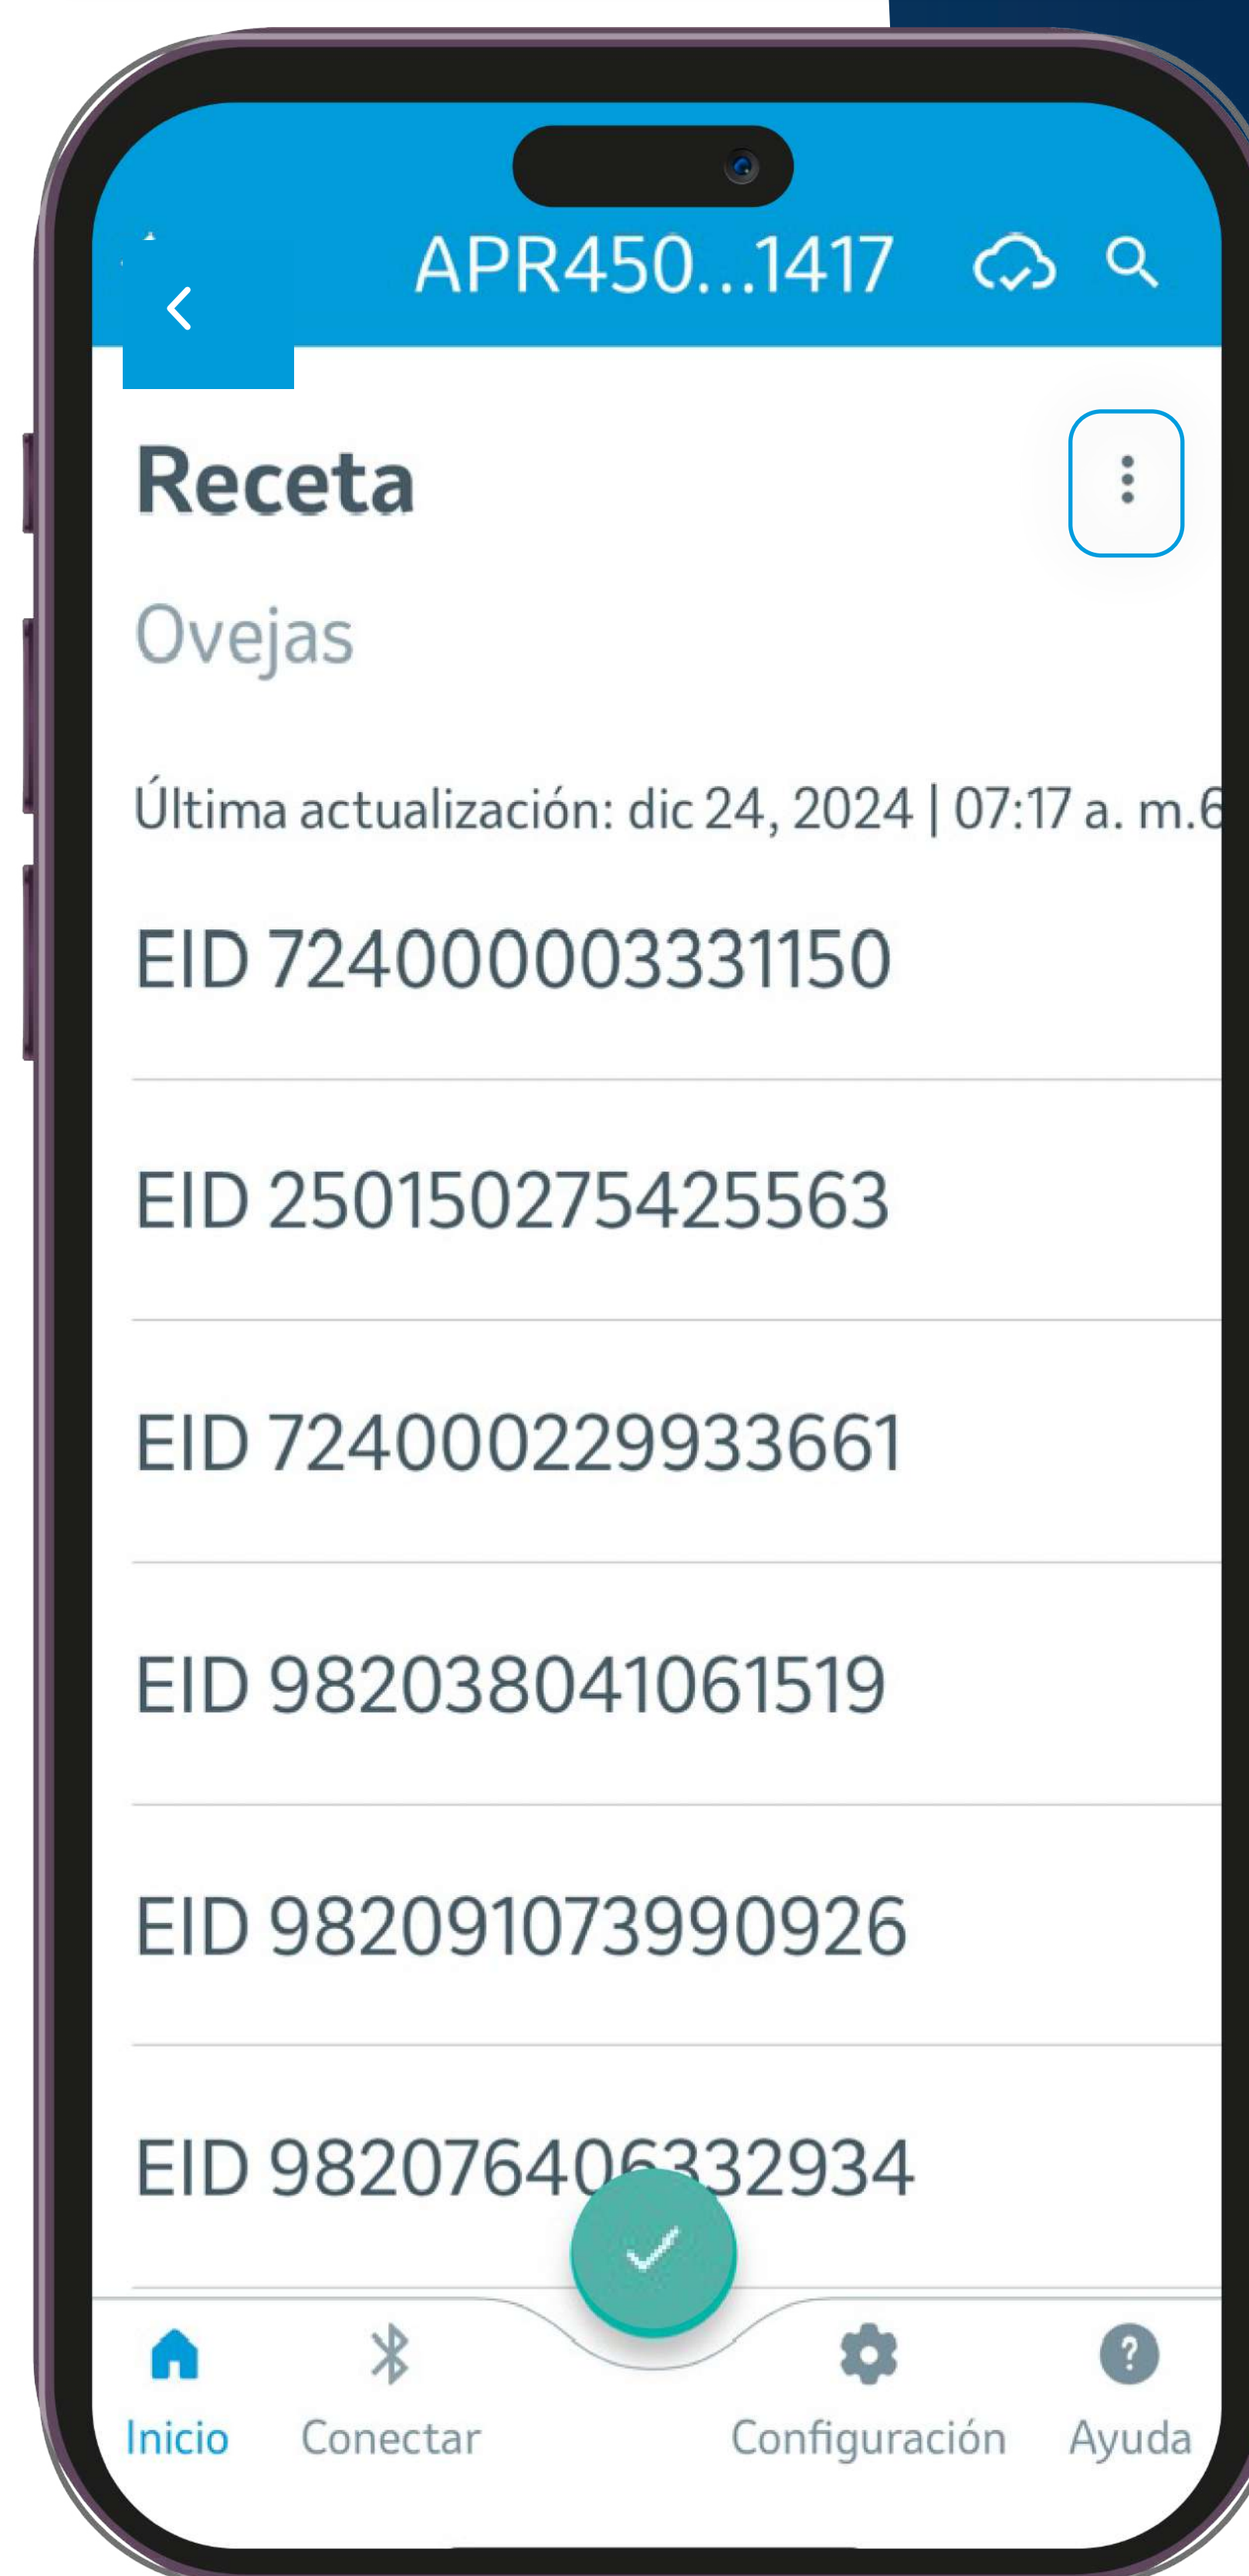 APR450...1417
Receta
Ovejas
Última actualización: dic 24, 2024 | 07:17 a. m.6
EID 724000003331150
EID 250150275425563
EID 724000229933661
EID 982038041061519
EID 982091073990926
EID 982076406332934
Inicio Conectar Configuración Ayuda